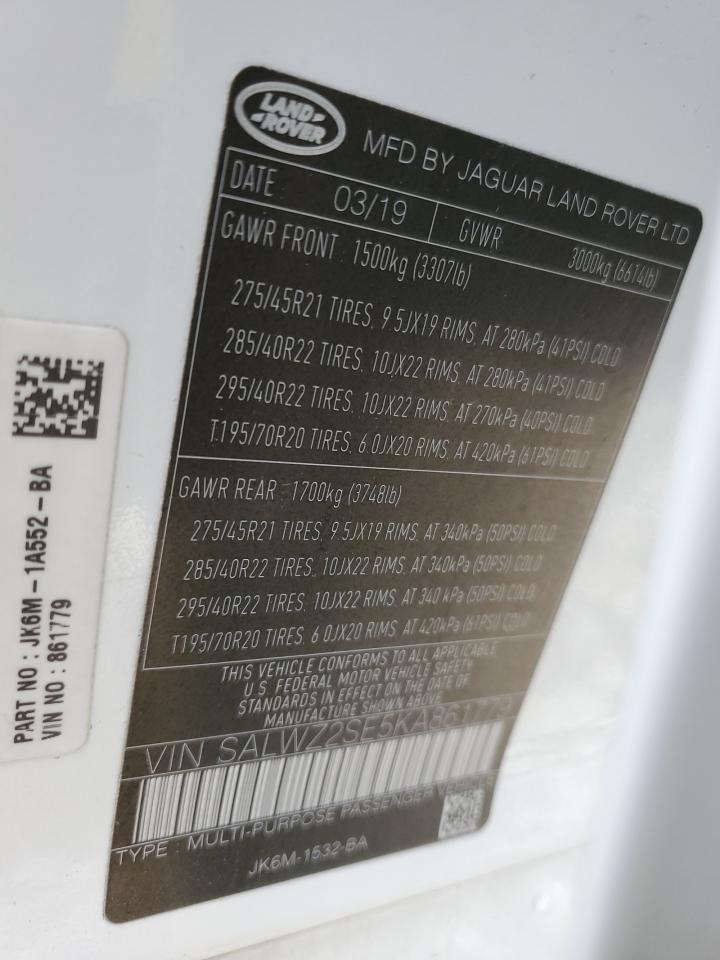 LAND
ROVER
MFD BY JAGUAR LAND ROVER LTD
DATE 03/19 GVWR 3000kg (6614lb)
GAWR FRONT 1500kg (3307lb)
275/45R21 TIRES, 9.5JX19 RIMS, AT 280kPa (41PSI) COLD
285/40R22 TIRES, 10JX22 RIMS, AT 280kPa (41PSI) COLD
295/40R22 TIRES, 10JX22 RIMS, AT 270kPa (40PSI) COLD
T195/70R20 TIRES, 6.0JX20 RIMS, AT 420kPa (61PSI) COLD
GAWR REAR 1700kg (3748lb)
275/45R21 TIRES, 9.5JX19 RIMS, AT 340kPa (50PSI) COLD
285/40R22 TIRES, 10JX22 RIMS, AT 340kPa (50PSI) COLD
295/40R22 TIRES, 10JX22 RIMS, AT 340 kPa (50PSI) COLD
T195/70R20 TIRES, 6.0JX20 RIMS, AT 420kPa (61PSI) COLD
THIS VEHICLE CONFORMS TO ALL APPLICABLE
U.S. FEDERAL MOTOR VEHICLE SAFETY
STANDARDS IN EFFECT ON THE DATE OF
MANUFACTURE SHOWN ABOVE
VIN SALWZ2SE5KA861779
TYPE : MULTI-PURPOSE PASSENGER
JK6M-1532-BA
PART NO : JK6M-1A552-BA
VIN NO : 861779